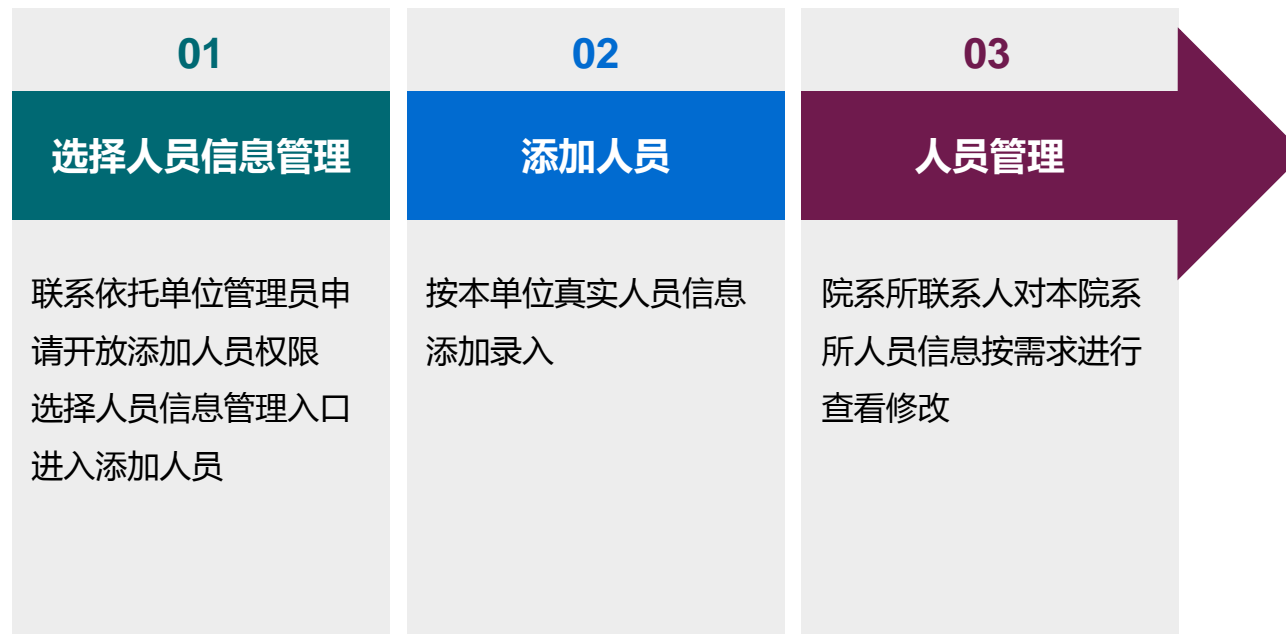 01
选择人员信息管理
联系依托单位管理员申
请开放添加人员权限
选择人员信息管理入口
进入添加人员
02
添加人员
按本单位真实人员信息
添加录入
03
人员管理
院系所联系人对本院系
所人员信息按需求进行
查看修改